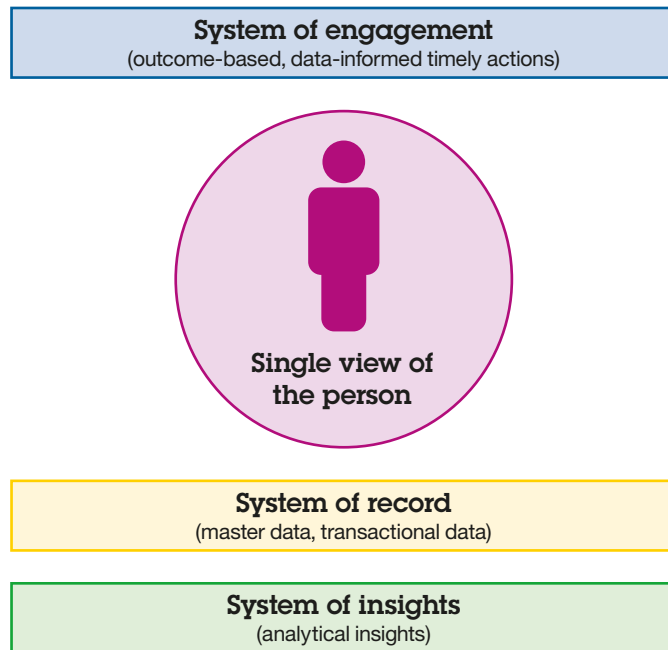 System of engagement
(outcome-based, data-informed timely actions)
Single view of
the person
System of record
(master data, transactional data)
System of insights
(analytical insights)